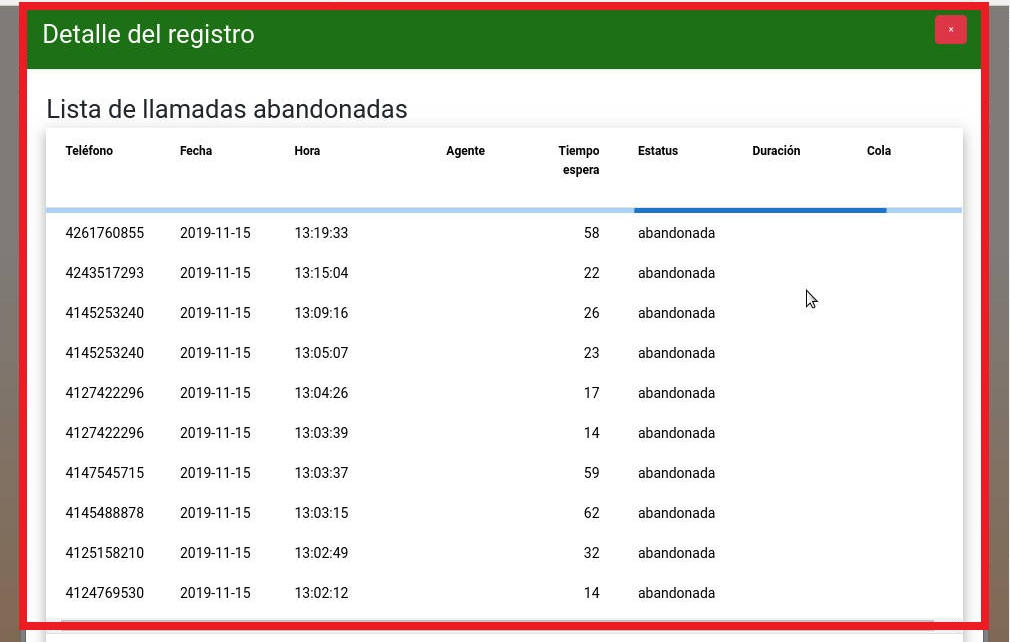 Detalle del registro
×
Lista de llamadas abandonadas
Teléfono Fecha Hora Agente Tiempo espera Estatus Duración Cola
4261760855 2019-11-15 13:19:33 58 abandonada
4243517293 2019-11-15 13:15:04 22 abandonada
4145253240 2019-11-15 13:09:16 26 abandonada
4145253240 2019-11-15 13:05:07 23 abandonada
4127422296 2019-11-15 13:04:26 17 abandonada
4127422296 2019-11-15 13:03:39 14 abandonada
4147545715 2019-11-15 13:03:37 59 abandonada
4145488878 2019-11-15 13:03:15 62 abandonada
4125158210 2019-11-15 13:02:49 32 abandonada
4124769530 2019-11-15 13:02:12 14 abandonada